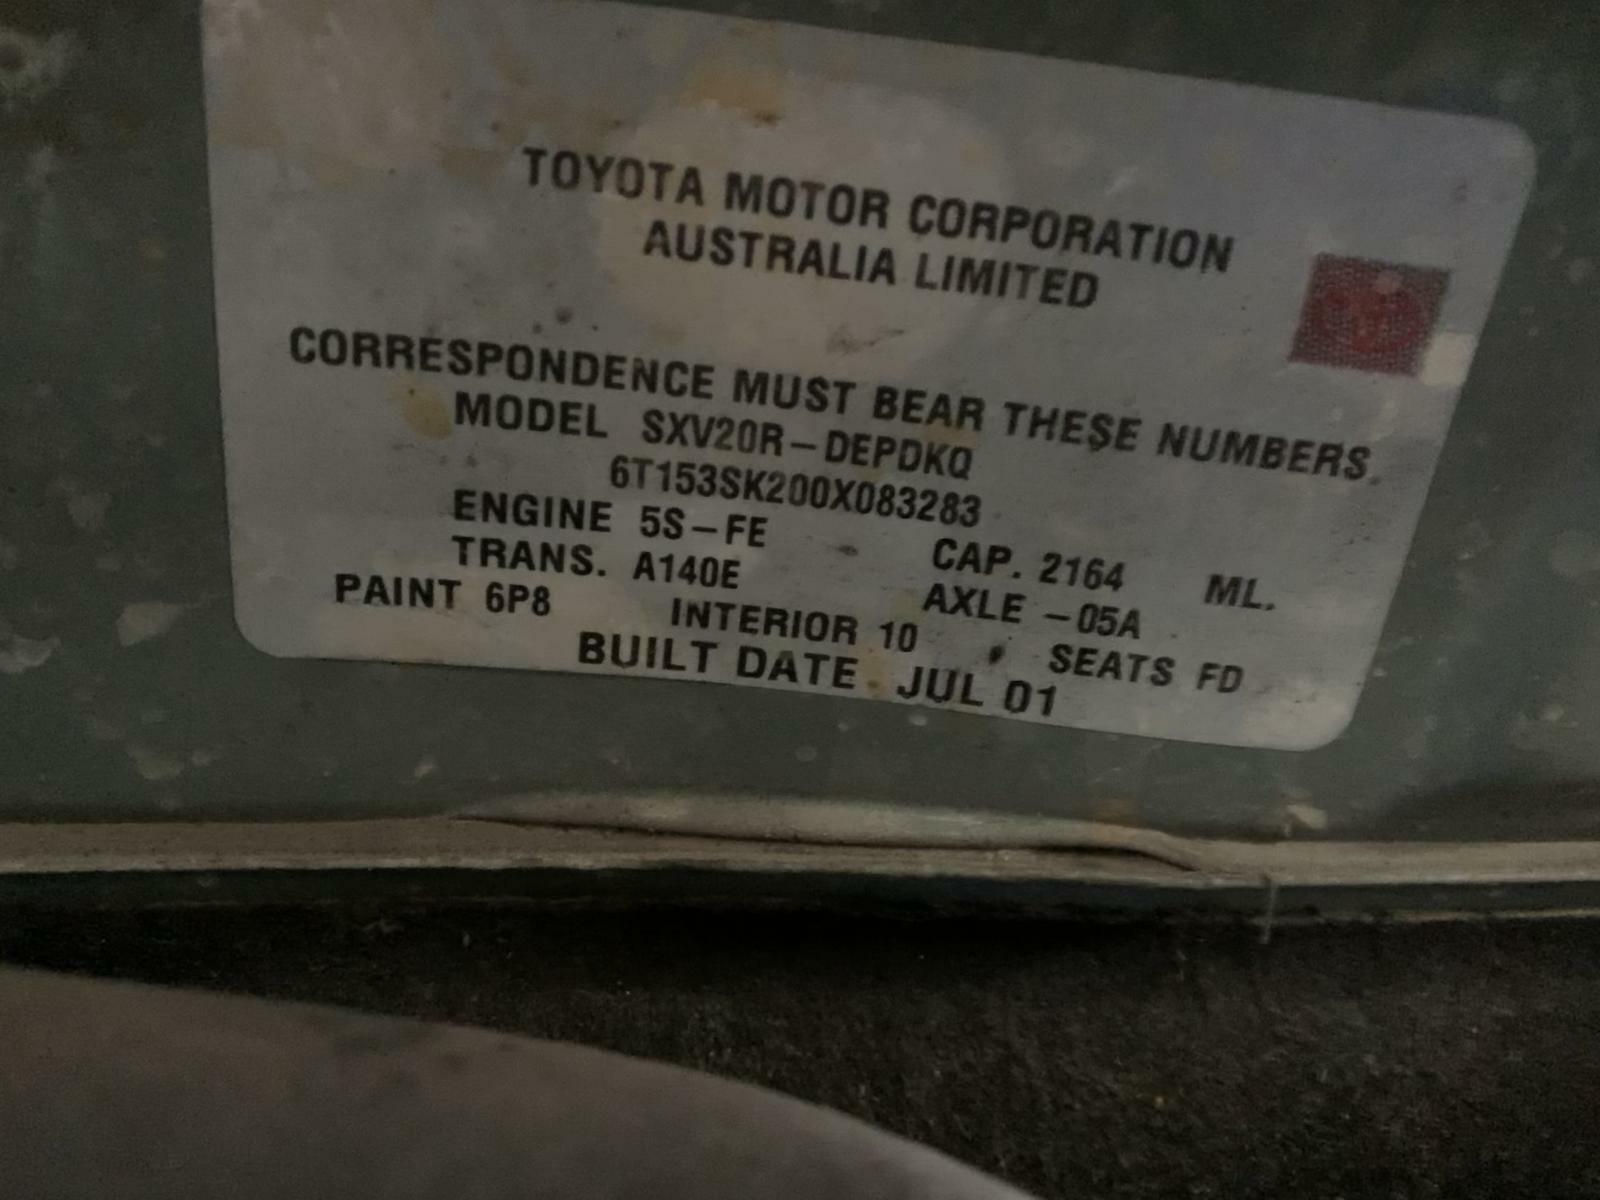 TOYOTA MOTOR CORPORATION
AUSTRALIA LIMITED
CORRESPONDENCE MUST BEAR THESE NUMBERS.
MODEL SXV20R-DEPDKQ
6T153SK200X083283
ENGINE 5S-FE CAP. 2164 ML.
TRANS. A140E AXLE -05A
PAINT 6P8 INTERIOR 10 SEATS FD
BUILT DATE JUL 01